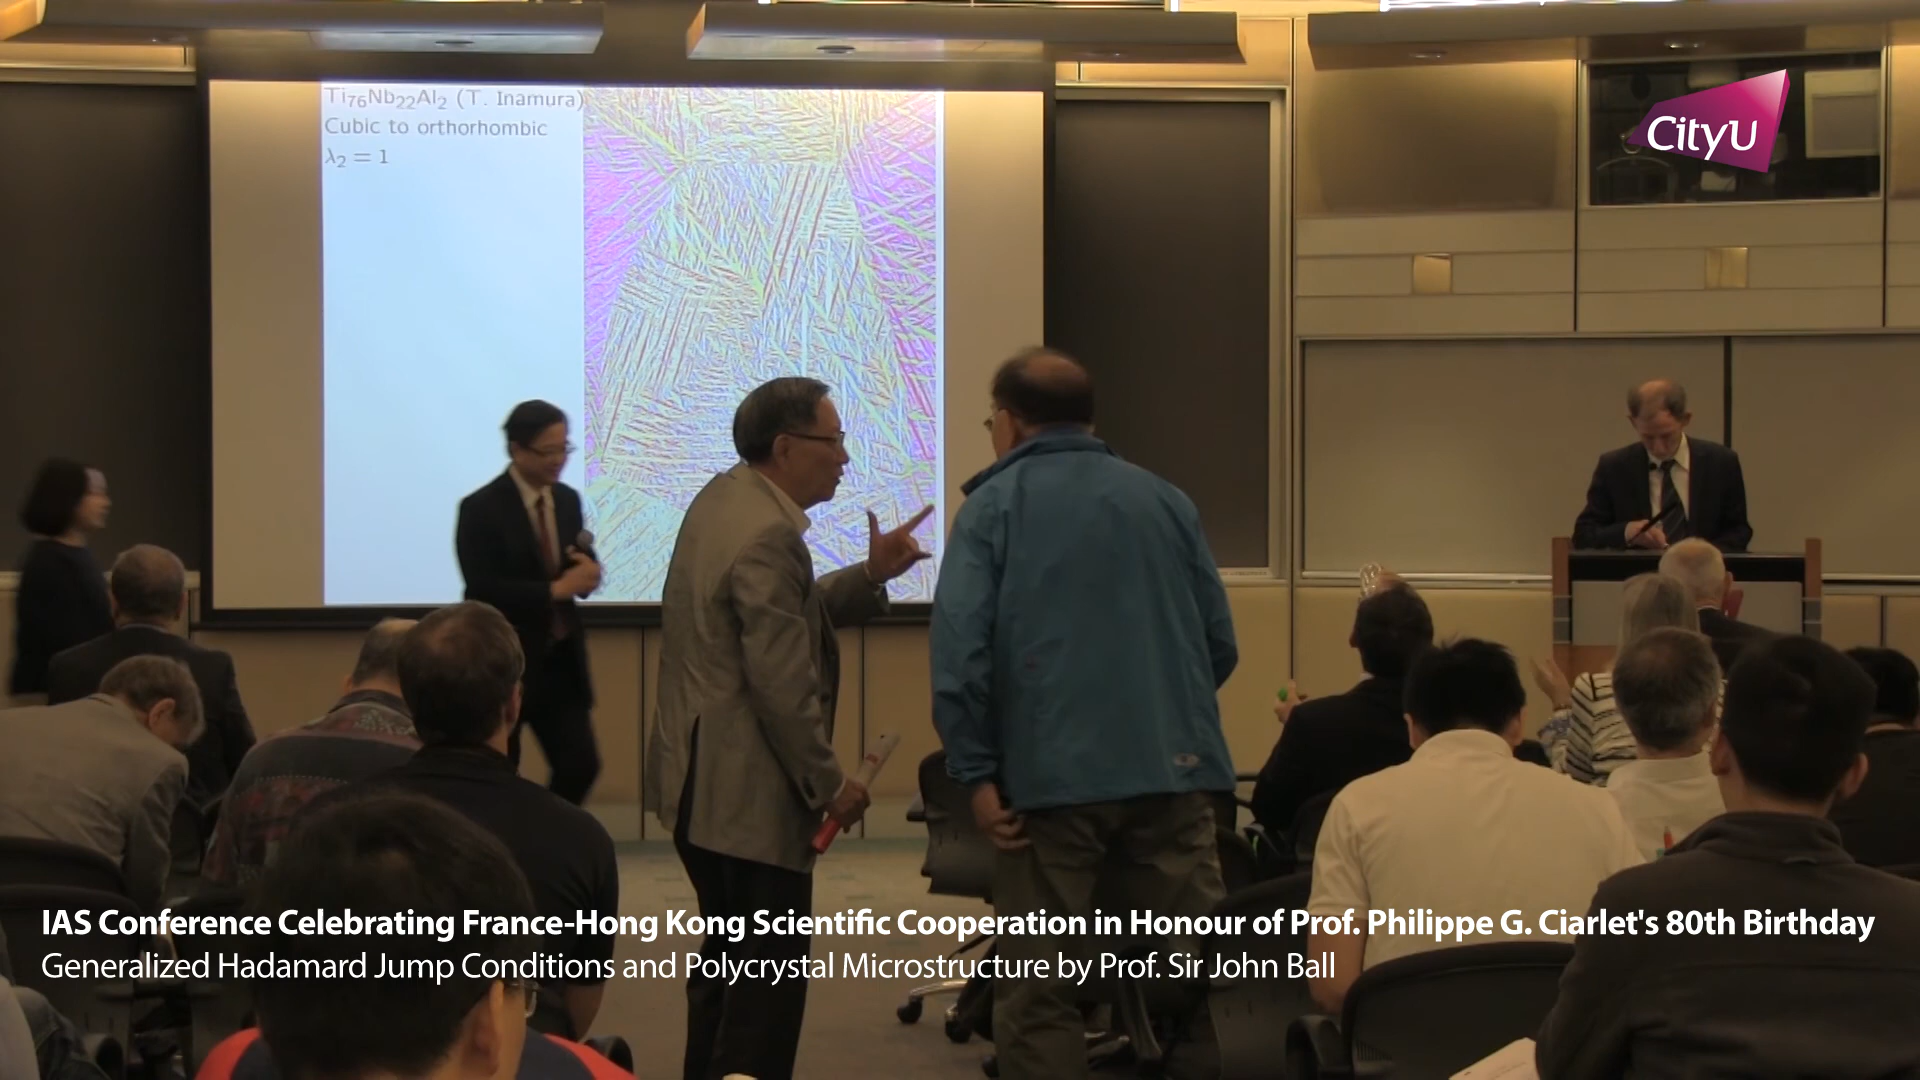 Ti76Nb22Al2 (T. Inamura)
Cubic to orthorhombic
λ2 = 1
CityU
IAS Conference Celebrating France-Hong Kong Scientific Cooperation in Honour of Prof. Philippe G. Ciarlet's 80th Birthday
Generalized Hadamard Jump Conditions and Polycrystal Microstructure by Prof. Sir John Ball